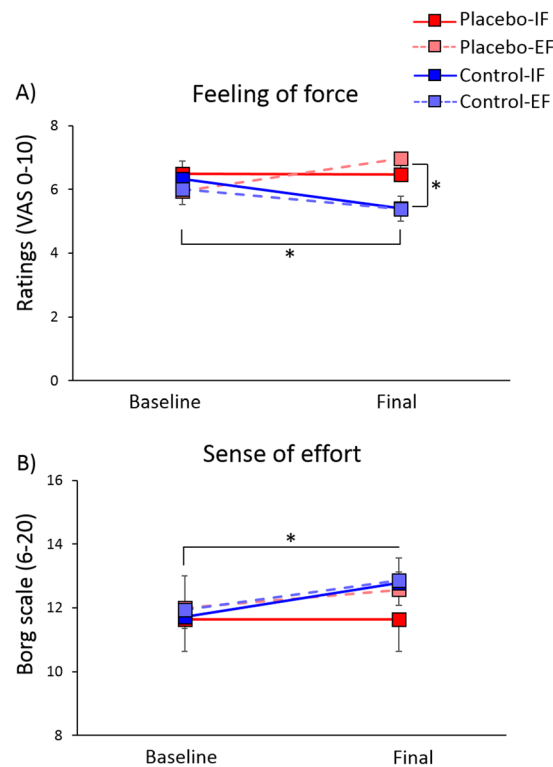 Placebo-IF
Placebo-EF
Control-IF
Control-EF
A)
Feeling of force
Ratings (VAS 0-10)
8
6
4
2
0
*
*
Baseline
Final
B)
Sense of effort
Borg scale (6-20)
16
14
12
10
8
*
Baseline
Final